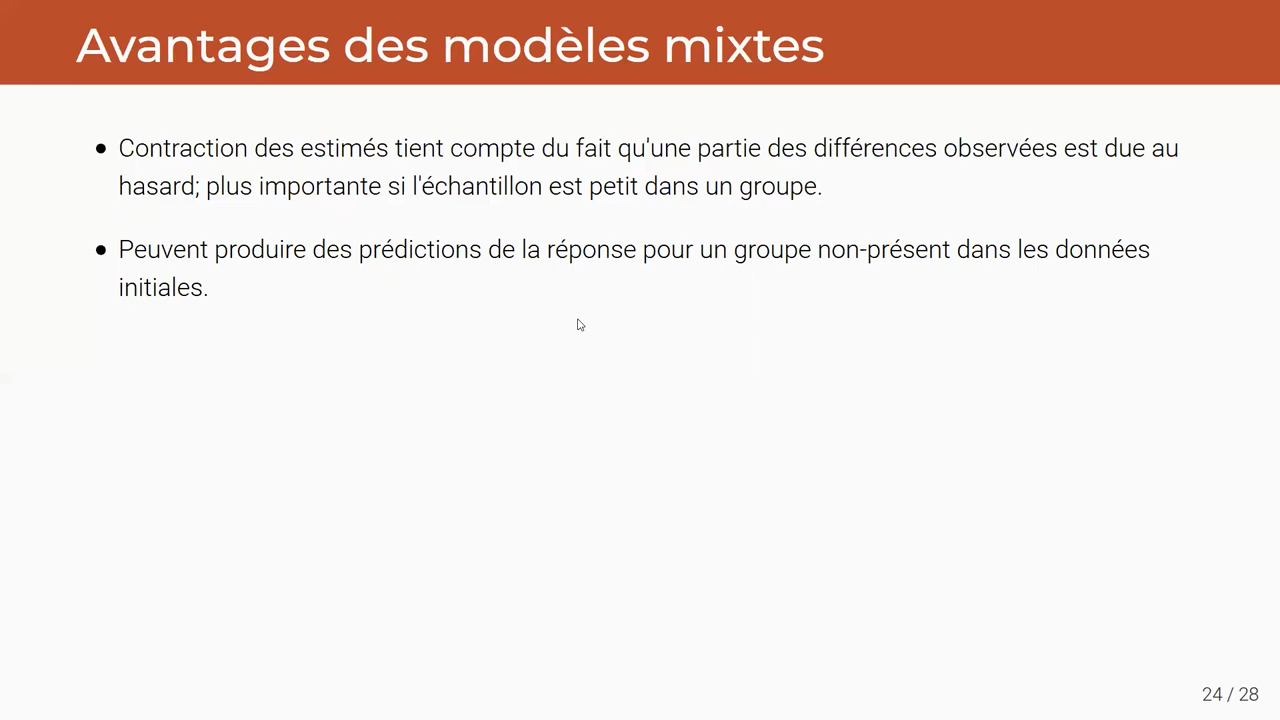 Avantages des modèles mixtes
• Contraction des estimés tient compte du fait qu'une partie des différences observées est due au
hasard; plus importante si l'échantillon est petit dans un groupe.
• Peuvent produire des prédictions de la réponse pour un groupe non-présent dans les données
initiales.
24 / 28